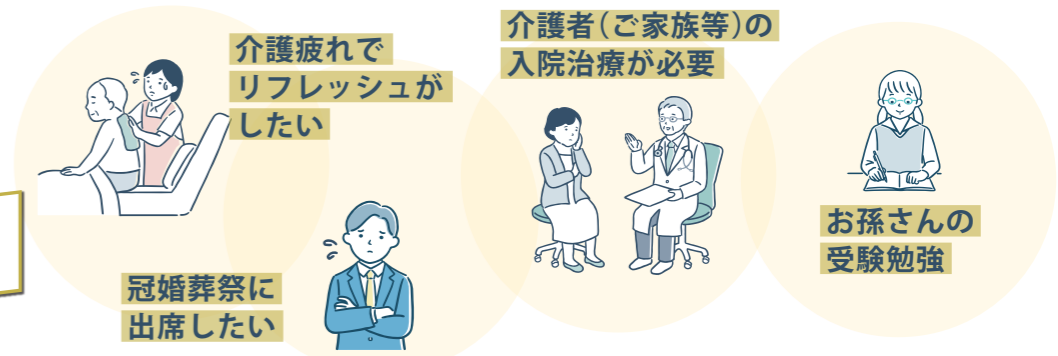 介護疲れで
リフレッシュが
したい
冠婚葬祭に
出席したい
介護者（ご家族等）の
入院治療が必要
お孫さんの
受験勉強